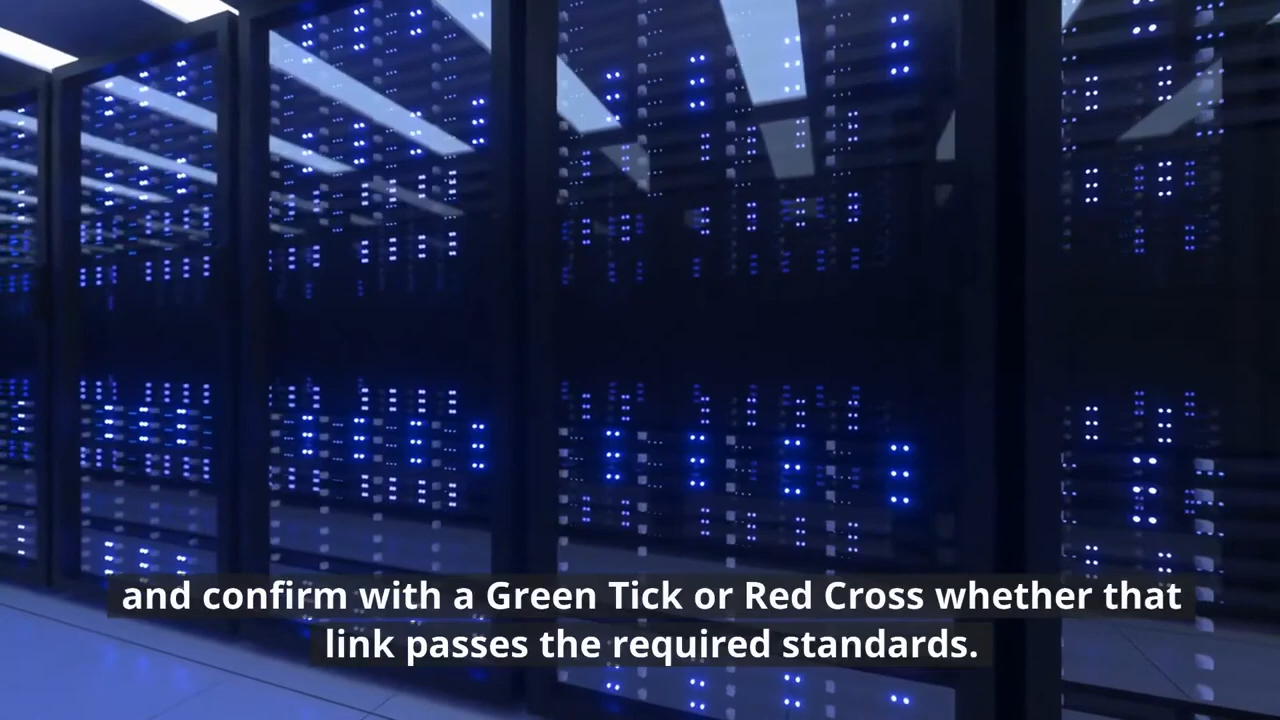 and confirm with a Green Tick or Red Cross whether that
link passes the required standards.